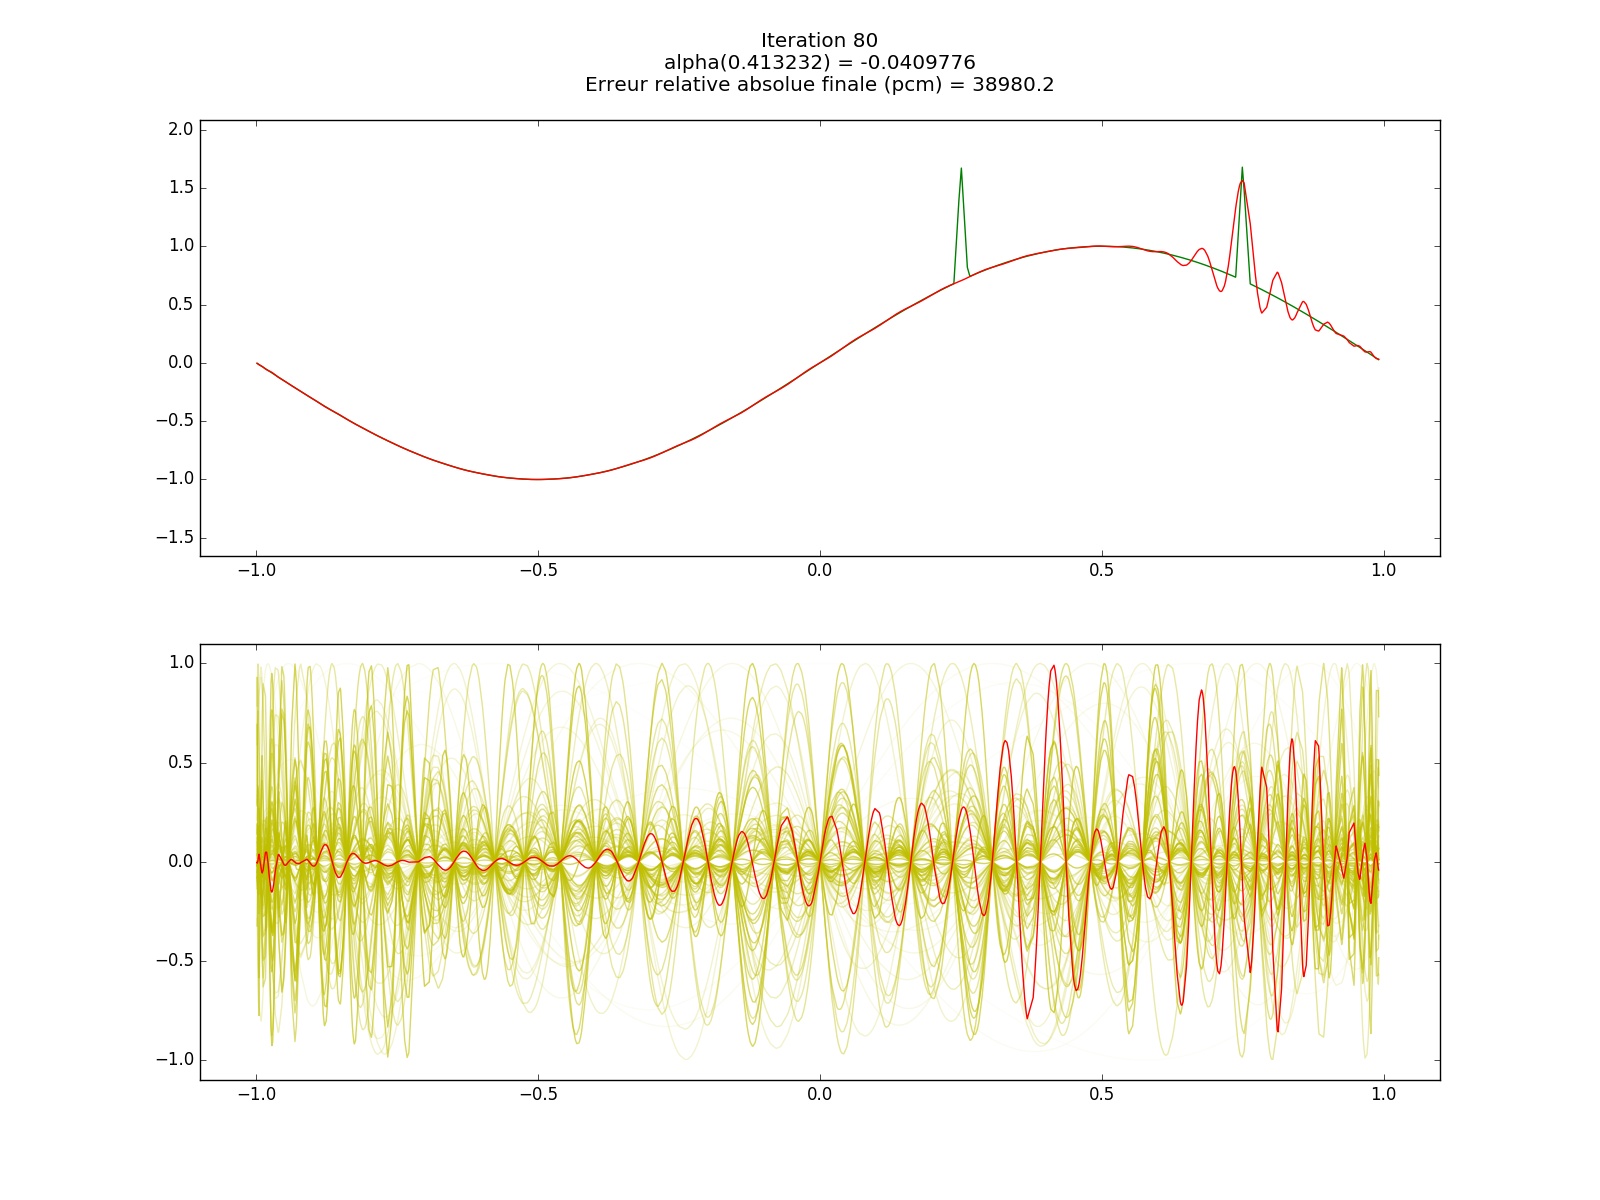 Iteration 80
alpha(0.413232) = -0.0409776
Erreur relative absolue finale (pcm) = 38980.2
2.0
1.5
1.0
0.5
0.0
−0.5
−1.0
−1.5
−1.0 −0.5 0.0 0.5 1.0
1.0
0.5
0.0
−0.5
−1.0
−1.0 −0.5 0.0 0.5 1.0